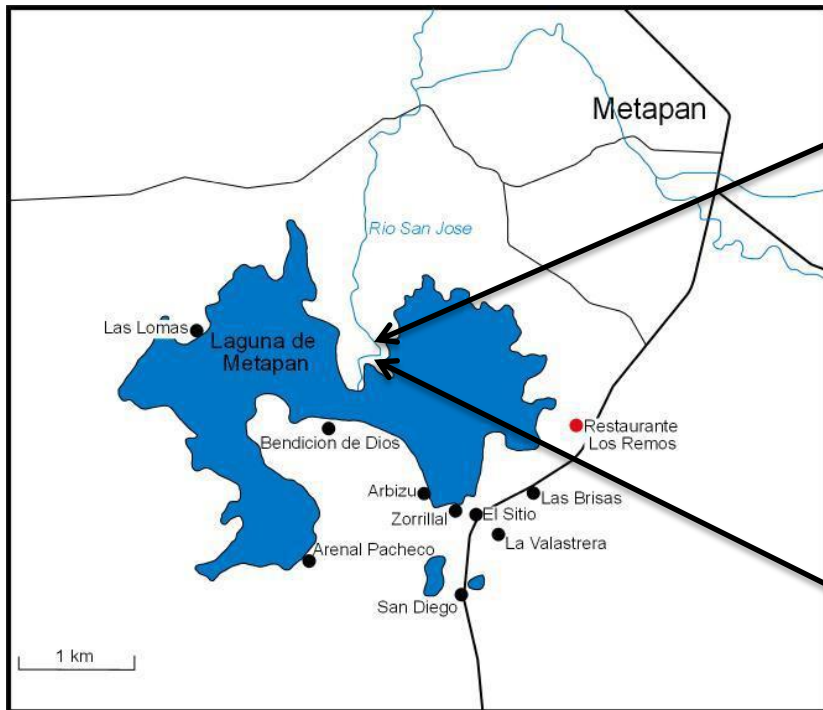 Metapan
Rio San Jose
Las Lomas
Laguna de
Metapan
Restaurante
Los Remos
Bendicion de Dios
Arbizu
Las Brisas
Zorrillal
El Sitio
La Valastrera
Arenal Pacheco
San Diego
1 km